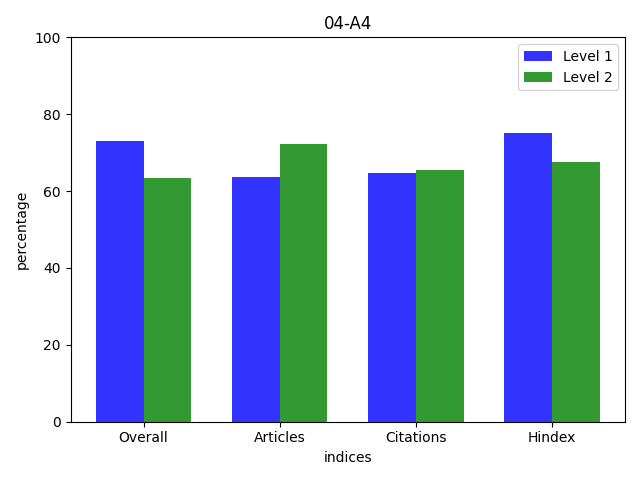 04-A4
100
80
60
40
20
0
percentage
Level 1
Level 2
Overall Articles Citations Hindex
indices